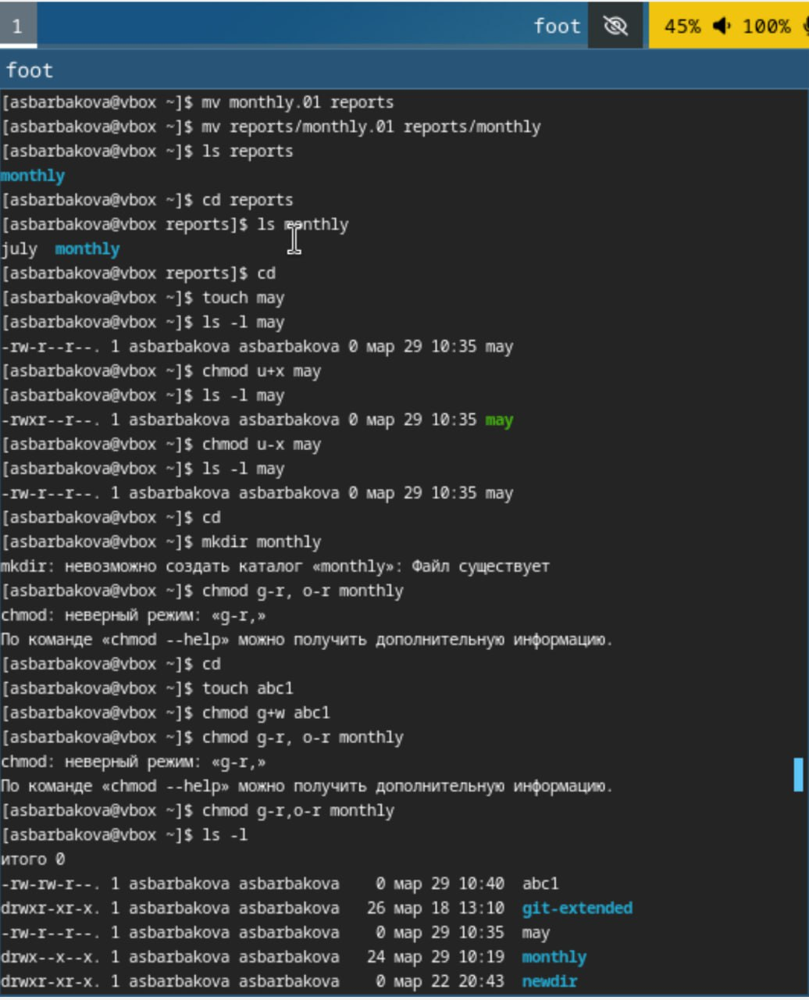 1 foot 45% 100%
foot
[asbarbakova@vbox ~]$ mv monthly.01 reports
[asbarbakova@vbox ~]$ mv reports/monthly.01 reports/monthly
[asbarbakova@vbox ~]$ ls reports
monthly
[asbarbakova@vbox ~]$ cd reports
[asbarbakova@vbox reports]$ ls monthly
july  monthly
[asbarbakova@vbox reports]$ cd
[asbarbakova@vbox ~]$ touch may
[asbarbakova@vbox ~]$ ls -l may
-rw-r--r--. 1 asbarbakova asbarbakova 0 мар 29 10:35 may
[asbarbakova@vbox ~]$ chmod u+x may
[asbarbakova@vbox ~]$ ls -l may
-rwxr--r--. 1 asbarbakova asbarbakova 0 мар 29 10:35 may
[asbarbakova@vbox ~]$ chmod u-x may
[asbarbakova@vbox ~]$ ls -l may
-rw-r--r--. 1 asbarbakova asbarbakova 0 мар 29 10:35 may
[asbarbakova@vbox ~]$ cd
[asbarbakova@vbox ~]$ mkdir monthly
mkdir: невозможно создать каталог «monthly»: Файл существует
[asbarbakova@vbox ~]$ chmod g-r, o-r monthly
chmod: неверный режим: «g-r,»
По команде «chmod --help» можно получить дополнительную информацию.
[asbarbakova@vbox ~]$ cd
[asbarbakova@vbox ~]$ touch abc1
[asbarbakova@vbox ~]$ chmod g+w abc1
[asbarbakova@vbox ~]$ chmod g-r, o-r monthly
chmod: неверный режим: «g-r,»
По команде «chmod --help» можно получить дополнительную информацию.
[asbarbakova@vbox ~]$ chmod g-r,o-r monthly
[asbarbakova@vbox ~]$ ls -l
итого 0
-rw-rw-r--. 1 asbarbakova asbarbakova    0 мар 29 10:40  abc1
drwxr-xr-x. 1 asbarbakova asbarbakova   26 мар 18 13:10  git-extended
-rw-r--r--. 1 asbarbakova asbarbakova    0 мар 29 10:35  may
drwx--x--x. 1 asbarbakova asbarbakova   24 мар 29 10:19  monthly
drwxr-xr-x. 1 asbarbakova asbarbakova    0 мар 22 20:43  newdir